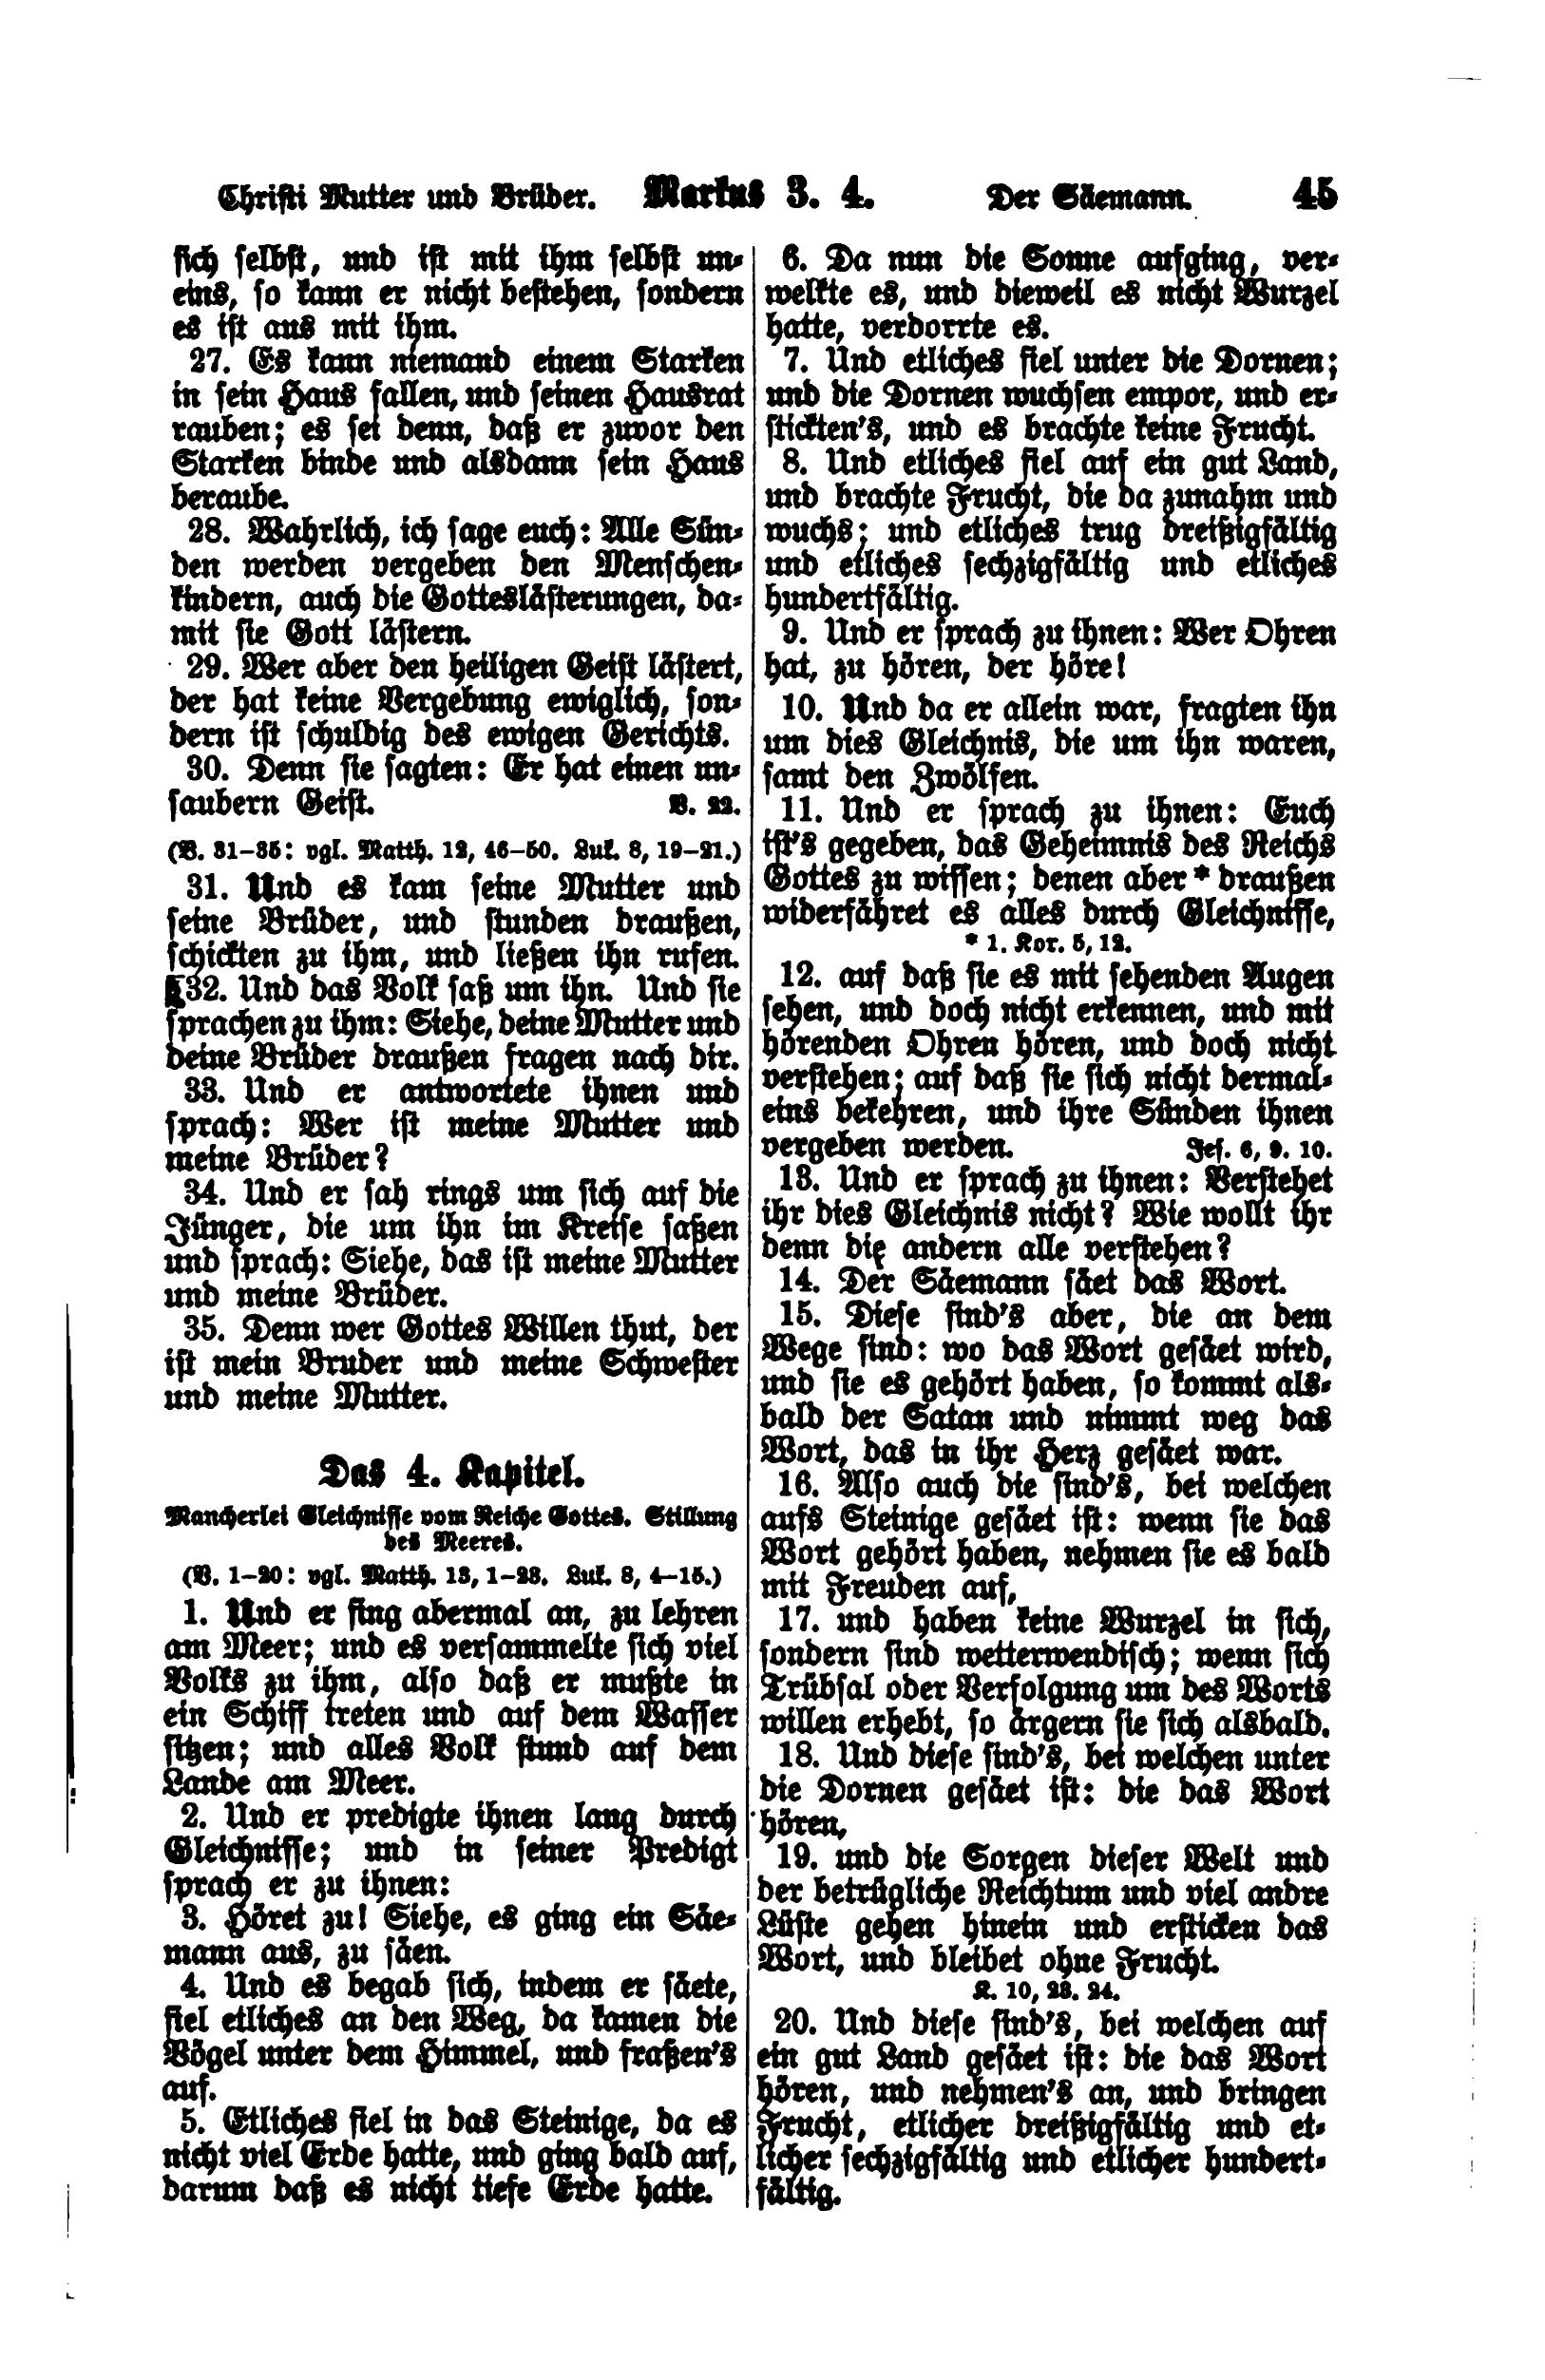 Christi Mutter und Brüder. Markus 3. 4. Der Säemann. 45
sich selbst, und ist mit ihm selbst un-
eins, so kann er nicht bestehen, sondern
es ist aus mit ihm.
27. Es kann niemand einem Starken
in sein Haus fallen, und seinen Hausrat
rauben; es sei denn, daß er zuvor den
Starken binde und alsdann sein Haus
beraube.
28. Wahrlich, ich sage euch: Alle Sün-
den werden vergeben den Menschen-
kindern, auch die Gotteslästerungen, da-
mit sie Gott lästern.
29. Wer aber den heiligen Geist lästert,
der hat keine Vergebung ewiglich, son-
dern ist schuldig des ewigen Gerichts.
30. Denn sie sagten: Er hat einen un-
saubern Geist. V. 22.
(V. 31–35: vgl. Matth. 12, 46–50. Luk. 8, 19–21.)
31. Und es kam seine Mutter und
seine Brüder, und stunden draußen,
schickten zu ihm, und ließen ihn rufen.
32. Und das Volk saß um ihn. Und sie
sprachen zu ihm: Siehe, deine Mutter und
deine Brüder draußen fragen nach dir.
33. Und er antwortete ihnen und
sprach: Wer ist meine Mutter und
meine Brüder?
34. Und er sah rings um sich auf die
Jünger, die um ihn im Kreise saßen
und sprach: Siehe, das ist meine Mutter
und meine Brüder.
35. Denn wer Gottes Willen thut, der
ist mein Bruder und meine Schwester
und meine Mutter.
Das 4. Kapitel.
Mancherlei Gleichnisse vom Reiche Gottes. Stillung
des Meeres.
(V. 1–20: vgl. Matth. 13, 1–23. Luk. 8, 4–15.)
1. Und er fing abermal an, zu lehren
am Meer; und es versammelte sich viel
Volks zu ihm, also daß er mußte in
ein Schiff treten und auf dem Wasser
sitzen; und alles Volk stund auf dem
Lande am Meer.
2. Und er predigte ihnen lang durch
Gleichnisse; und in seiner Predigt
sprach er zu ihnen:
3. Höret zu! Siehe, es ging ein Säe-
mann aus, zu säen.
4. Und es begab sich, indem er säete,
fiel etliches an den Weg, da kamen die
Vögel unter dem Himmel, und fraßen's
auf.
5. Etliches fiel in das Steinige, da es
nicht viel Erde hatte, und ging bald auf,
darum daß es nicht tiefe Erde hatte.
6. Da nun die Sonne aufging, ver-
welkte es, und dieweil es nicht Wurzel
hatte, verdorrte es.
7. Und etliches fiel unter die Dornen;
und die Dornen wuchsen empor, und er-
stickten's, und es brachte keine Frucht.
8. Und etliches fiel auf ein gut Land,
und brachte Frucht, die da zunahm und
wuchs; und etliches trug dreißigfältig
und etliches sechzigfältig und etliches
hundertfältig.
9. Und er sprach zu ihnen: Wer Ohren
hat, zu hören, der höre!
10. Und da er allein war, fragten ihn
um dies Gleichnis, die um ihn waren,
samt den Zwölfen.
11. Und er sprach zu ihnen: Euch
ist's gegeben, das Geheimnis des Reichs
Gottes zu wissen; denen aber * draußen
widerfähret es alles durch Gleichnisse,
* 1. Kor. 5, 12.
12. auf daß sie es mit sehenden Augen
sehen, und doch nicht erkennen, und mit
hörenden Ohren hören, und doch nicht
verstehen; auf daß sie sich nicht dermal-
eins bekehren, und ihre Sünden ihnen
vergeben werden. Jes. 6, 9. 10.
13. Und er sprach zu ihnen: Verstehet
ihr dies Gleichnis nicht? Wie wollt ihr
denn die andern alle verstehen?
14. Der Säemann säet das Wort.
15. Diese sind's aber, die an dem
Wege sind: wo das Wort gesäet wird,
und sie es gehört haben, so kommt als-
bald der Satan und nimmt weg das
Wort, das in ihr Herz gesäet war.
16. Also auch die sind's, bei welchen
aufs Steinige gesäet ist: wenn sie das
Wort gehört haben, nehmen sie es bald
mit Freuden auf,
17. und haben keine Wurzel in sich,
sondern sind wetterwendisch; wenn sich
Trübsal oder Verfolgung um des Worts
willen erhebt, so ärgern sie sich alsbald.
18. Und diese sind's, bei welchen unter
die Dornen gesäet ist: die das Wort
hören,
19. und die Sorgen dieser Welt und
der betrügliche Reichtum und viel andre
Lüste gehen hinein und ersticken das
Wort, und bleibet ohne Frucht.
K. 10, 23. 24.
20. Und diese sind's, bei welchen auf
ein gut Land gesäet ist: die das Wort
hören, und nehmen's an, und bringen
Frucht, etlicher dreißigfältig und et-
licher sechzigfältig und etlicher hundert-
fältig.